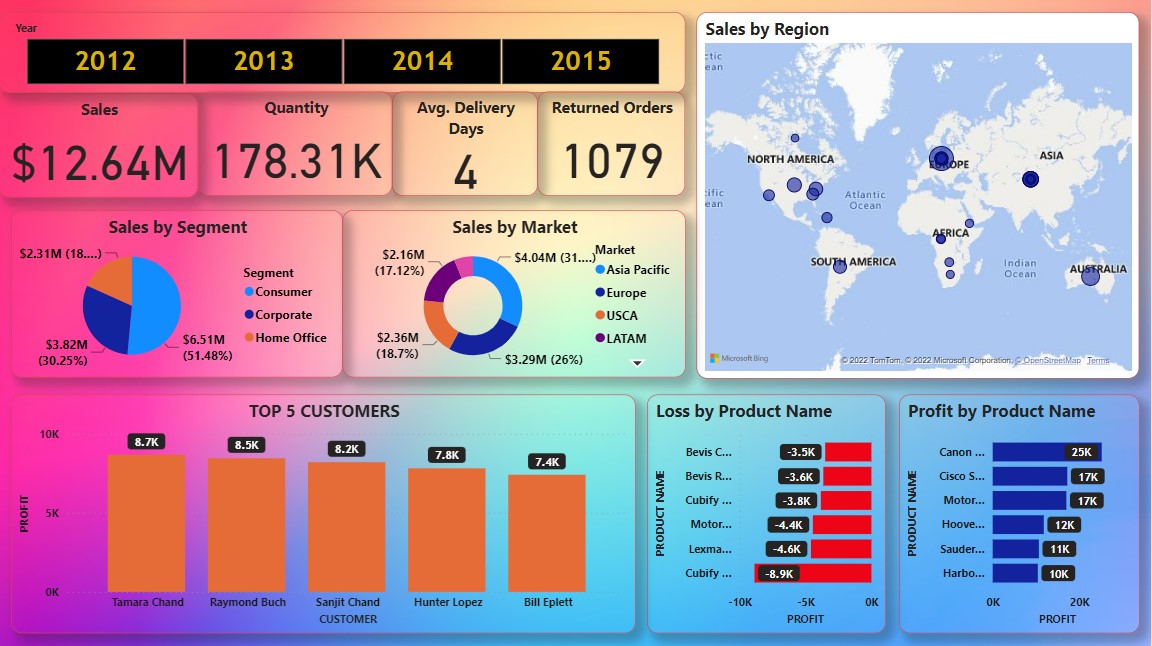 Year
2012 2013 2014 2015
Sales
$12.64M
Quantity
178.31K
Avg. Delivery
Days
4
Returned Orders
1079
Sales by Region
ctic
ean
NORTH AMERICA
EUROPE
ASIA
cific
ean
Atlantic
Ocean
AFRICA
SOUTH AMERICA
Indian
Ocean
AUSTRALIA
Microsoft Bing
© 2022 TomTom, © 2022 Microsoft Corporation, © OpenStreetMap Terms
Sales by Segment
$2.31M (18....)
$3.82M
(30.25%)
$6.51M
(51.48%)
Segment
Consumer
Corporate
Home Office
Sales by Market
$2.16M
(17.12%)
$4.04M (31....)
$2.36M
(18.7%)
$3.29M (26%)
Market
Asia Pacific
Europe
USCA
LATAM
TOP 5 CUSTOMERS
PROFIT
10K
5K
0K
8.7K
8.5K
8.2K
7.8K
7.4K
Tamara Chand
Raymond Buch
Sanjit Chand
Hunter Lopez
Bill Eplett
CUSTOMER
Loss by Product Name
PRODUCT NAME
Bevis C... -3.5K
Bevis R... -3.6K
Cubify ... -3.8K
Motor... -4.4K
Lexma... -4.6K
Cubify ... -8.9K
-10K -5K 0K
PROFIT
Profit by Product Name
PRODUCT NAME
Canon ... 25K
Cisco S... 17K
Motor... 17K
Hoove... 12K
Sauder... 11K
Harbo... 10K
0K 20K
PROFIT